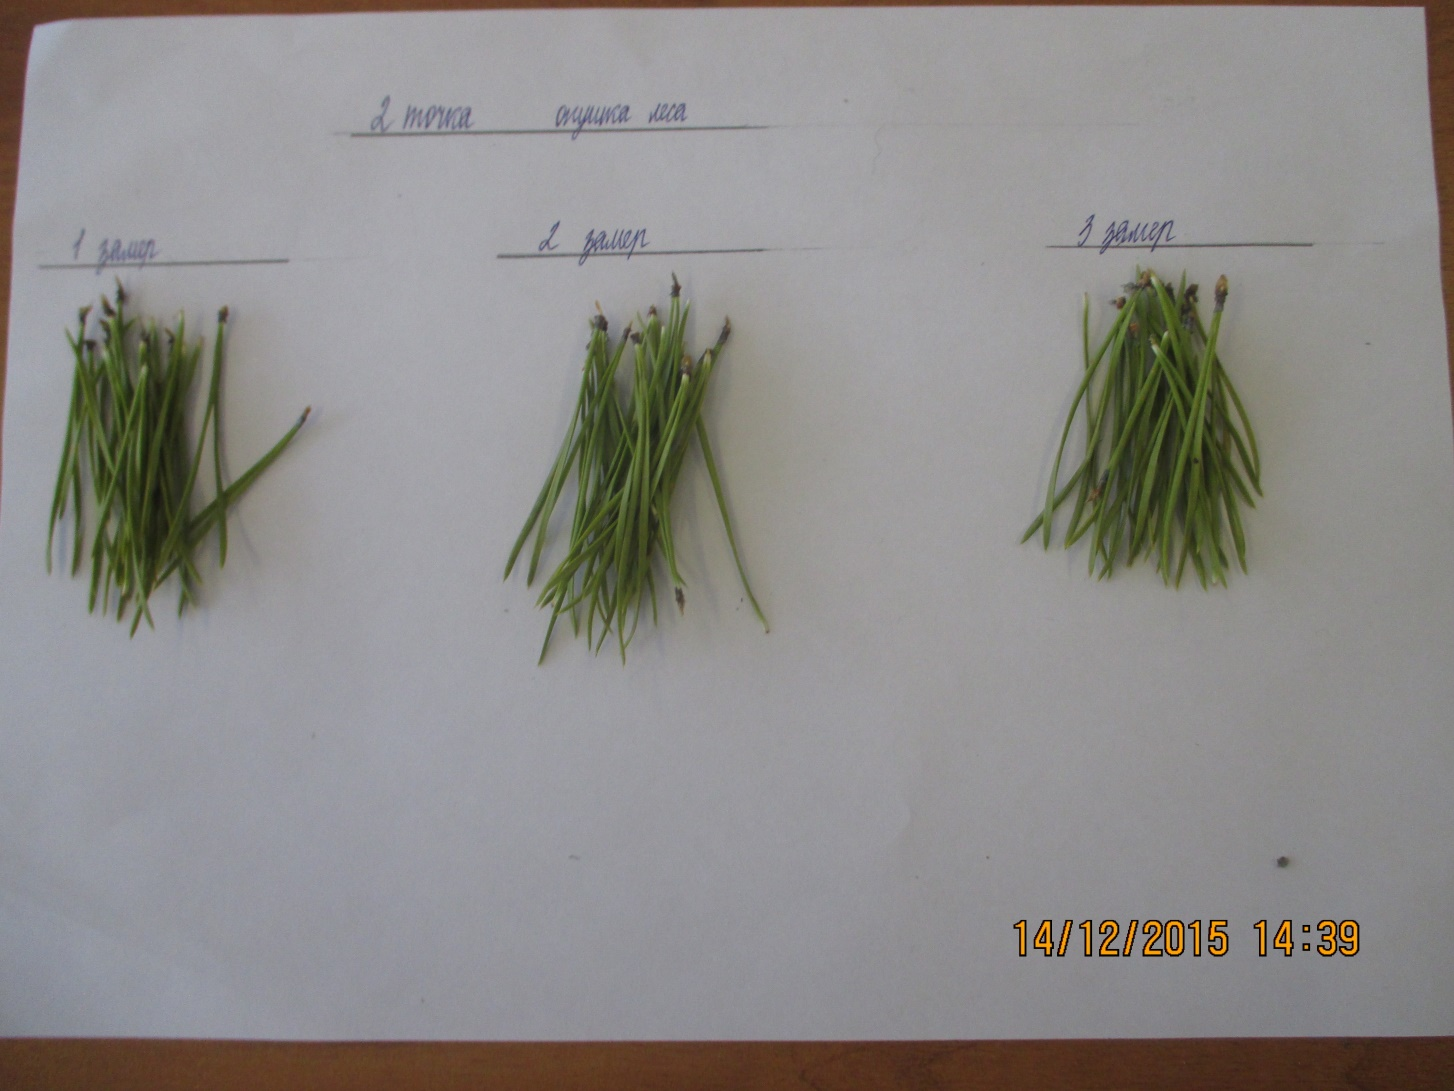 2 точка опушка леса
1 замер
2 замер
3 замер
14/12/2015 14:39